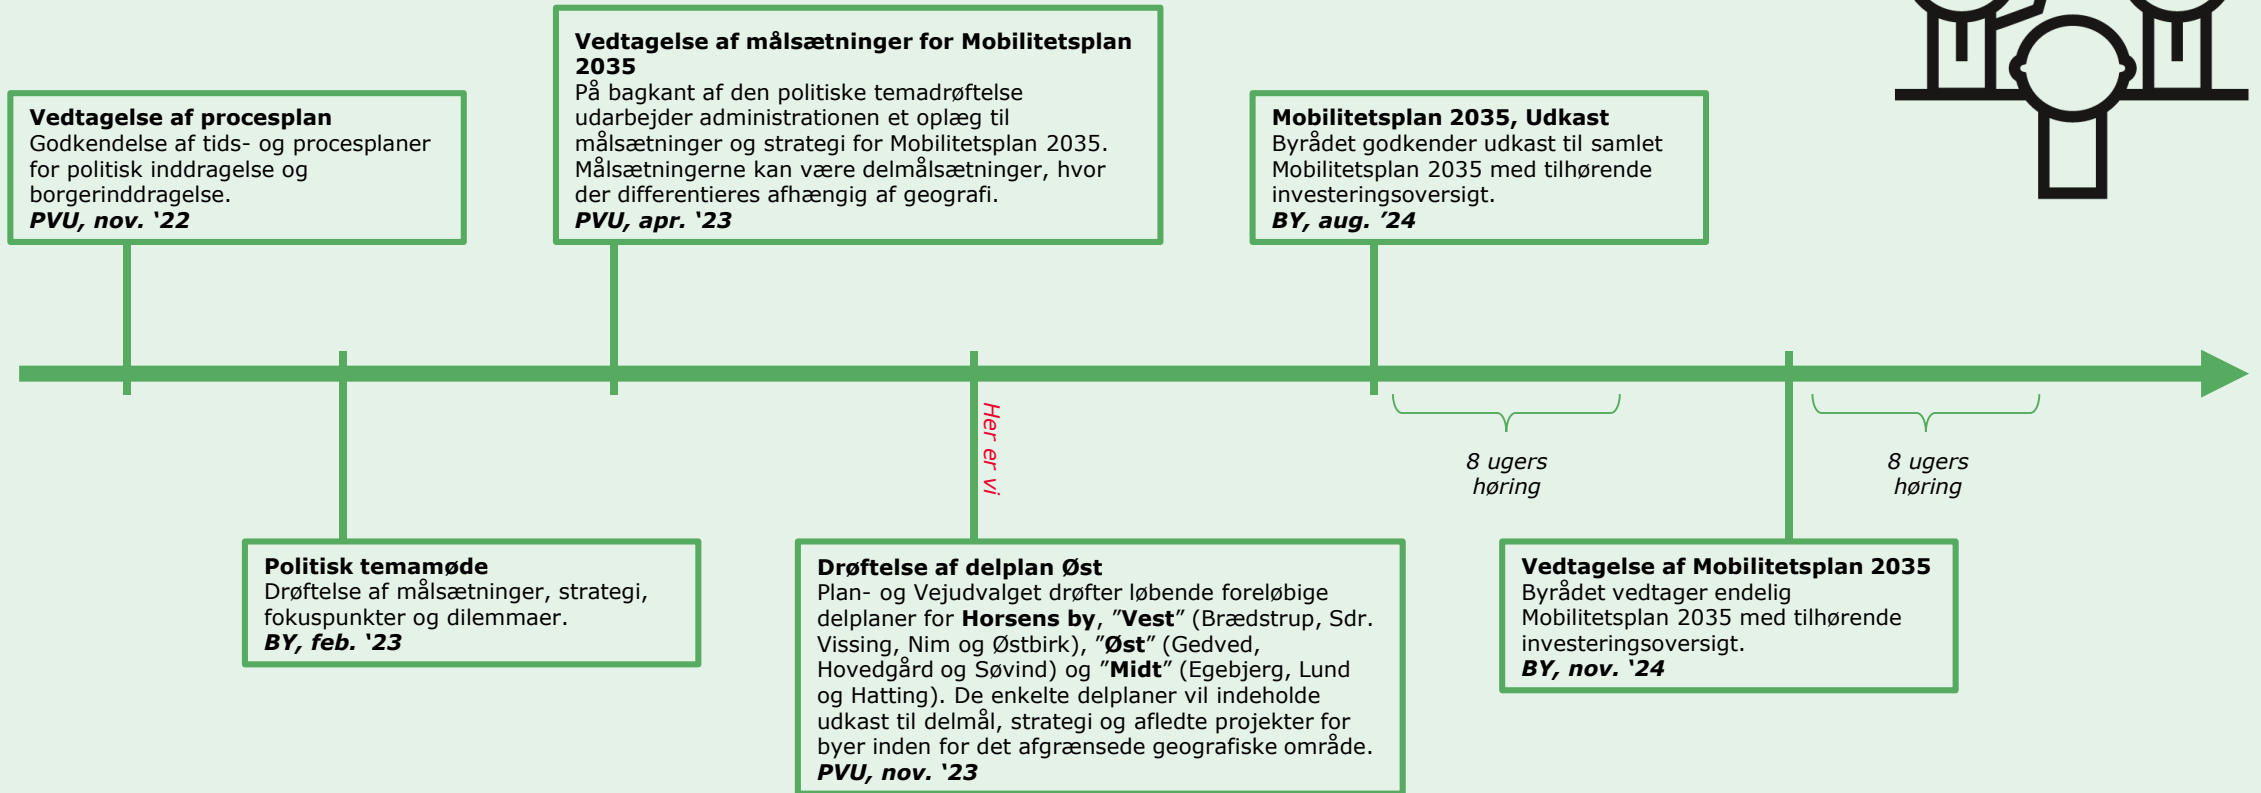 Vedtagelse af procesplan
Godkendelse af tids- og procesplaner
for politisk inddragelse og
borgerinddragelse.
PVU, nov. ‘22
Vedtagelse af målsætninger for Mobilitetsplan
2035
På bagkant af den politiske temadrøftelse
udarbejder administrationen et oplæg til
målsætninger og strategi for Mobilitetsplan 2035.
Målsætningerne kan være delmålsætninger, hvor
der differentieres afhængig af geografi.
PVU, apr. ‘23
Mobilitetsplan 2035, Udkast
Byrådet godkender udkast til samlet
Mobilitetsplan 2035 med tilhørende
investeringsoversigt.
BY, aug. ’24
Her er vi
8 ugers
høring
8 ugers
høring
Politisk temamøde
Drøftelse af målsætninger, strategi,
fokuspunkter og dilemmaer.
BY, feb. ‘23
Drøftelse af delplan Øst
Plan- og Vejudvalget drøfter løbende foreløbige
delplaner for Horsens by, ”Vest” (Brædstrup, Sdr.
Vissing, Nim og Østbirk), ”Øst” (Gedved,
Hovedgård og Søvind) og ”Midt” (Egebjerg, Lund
og Hatting). De enkelte delplaner vil indeholde
udkast til delmål, strategi og afledte projekter for
byer inden for det afgrænsede geografiske område.
PVU, nov. ‘23
Vedtagelse af Mobilitetsplan 2035
Byrådet vedtager endelig
Mobilitetsplan 2035 med tilhørende
investeringsoversigt.
BY, nov. ‘24